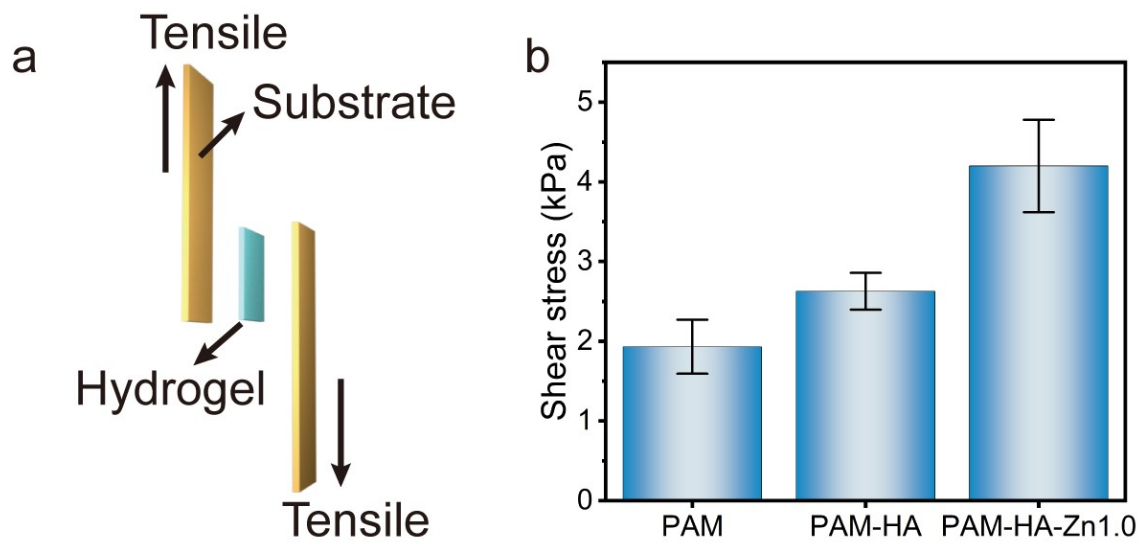 a
Tensile
Substrate
Hydrogel
Tensile
b
Shear stress (kPa)
5
4
3
2
1
0
PAM
PAM-HA
PAM-HA-Zn1.0